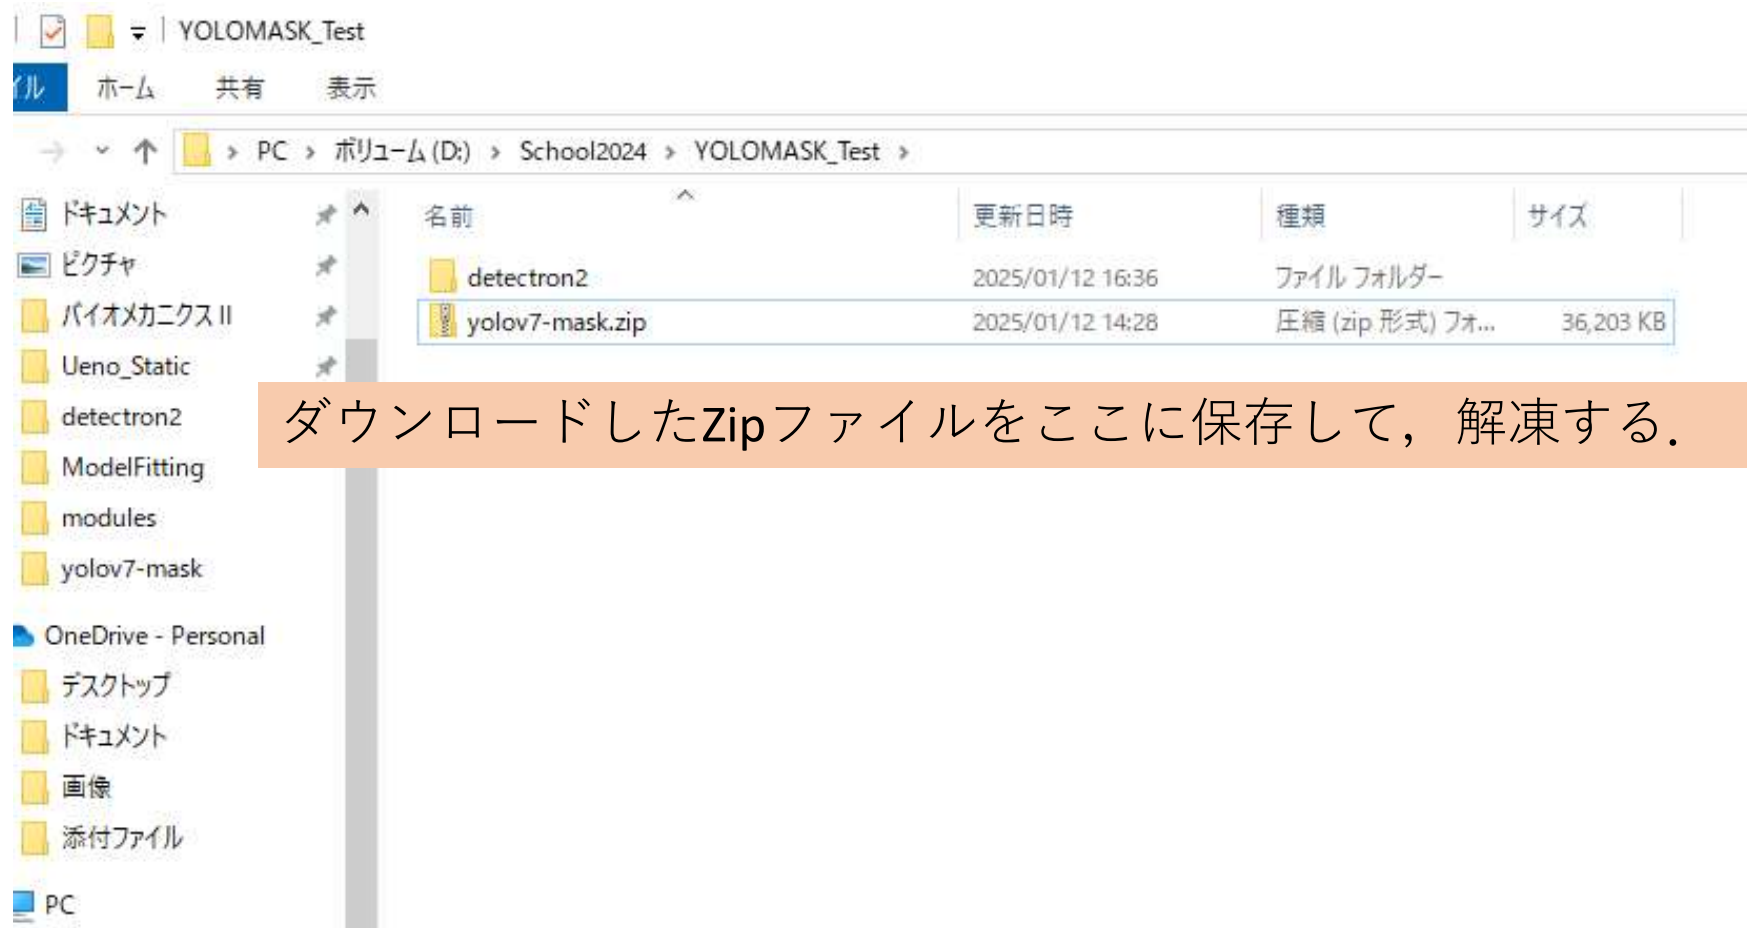 YOLOMASK_Test
イル ホーム 共有 表示
PC › ボリューム (D:) › School2024 › YOLOMASK_Test ›
名前 更新日時 種類 サイズ
detectron2 2025/01/12 16:36 ファイル フォルダー
yolov7-mask.zip 2025/01/12 14:28 圧縮 (zip 形式) フォ... 36,203 KB
ダウンロードしたZipファイルをここに保存して，解凍する．
ドキュメント
ピクチャ
バイオメカニクス II
Ueno_Static
detectron2
ModelFitting
modules
yolov7-mask
OneDrive - Personal
デスクトップ
ドキュメント
画像
添付ファイル
PC